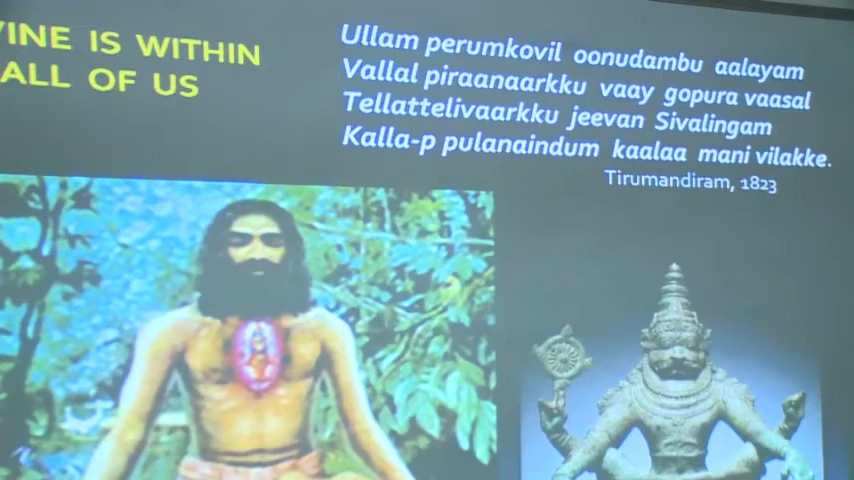 VINE IS WITHIN
ALL OF US
Ullam perumkovil oonudambu aalayam
Vallal piraanaarkku vaay gopura vaasal
Tellattelivaarkku jeevan Sivalingam
Kalla-p pulanaindum kaalaa mani vilakke.
Tirumandiram, 1823